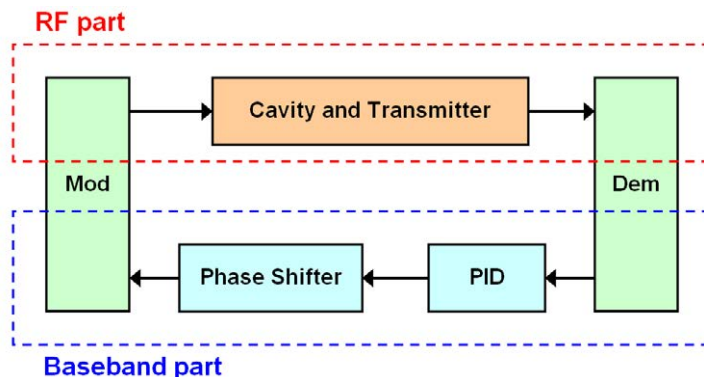 RF part
Cavity and Transmitter
Mod
Dem
Phase Shifter
PID
Baseband part